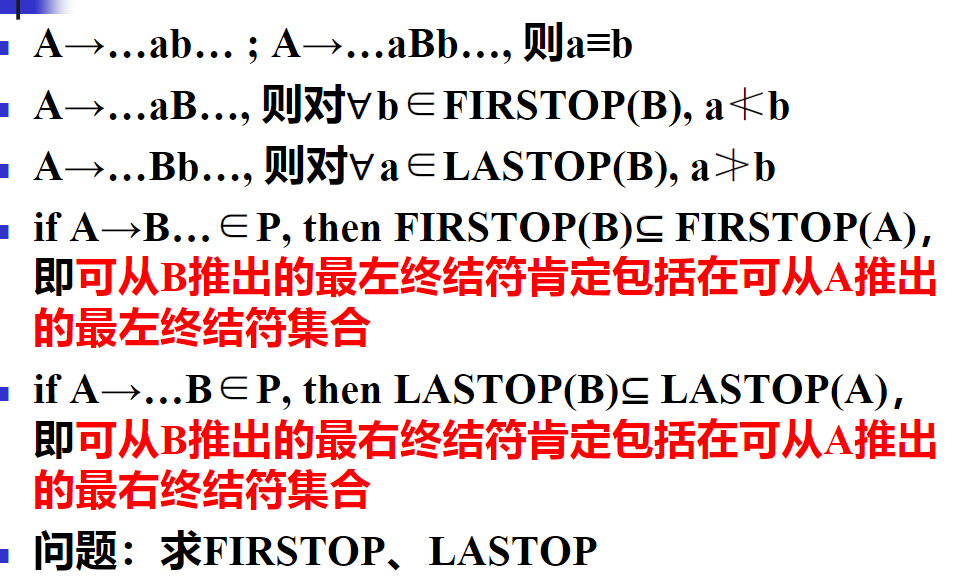 A→…ab… ; A→…aBb…, 则a≡b
A→…aB…, 则对∀b∈FIRSTOP(B), a⋖b
A→…Bb…, 则对∀a∈LASTOP(B), a⋗b
if A→B…∈P, then FIRSTOP(B)⊆ FIRSTOP(A),
即可从B推出的最左终结符肯定包括在可从A推出
的最左终结符集合
if A→…B∈P, then LASTOP(B)⊆ LASTOP(A),
即可从B推出的最右终结符肯定包括在可从A推出
的最右终结符集合
问题：求FIRSTOP、LASTOP